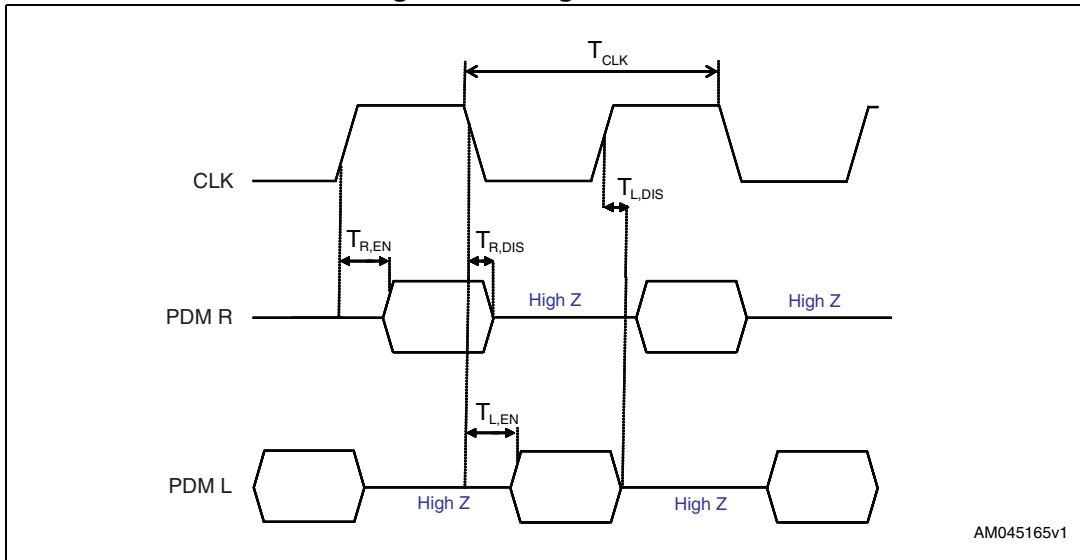 T_CLK
CLK
T_L,DIS
T_R,EN
T_R,DIS
PDM R
High Z
High Z
T_L,EN
PDM L
High Z
High Z
AM045165v1